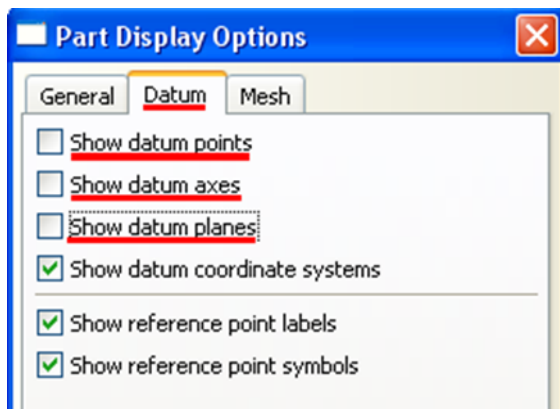 Part Display Options
General Datum Mesh
Show datum points
Show datum axes
Show datum planes
Show datum coordinate systems
Show reference point labels
Show reference point symbols